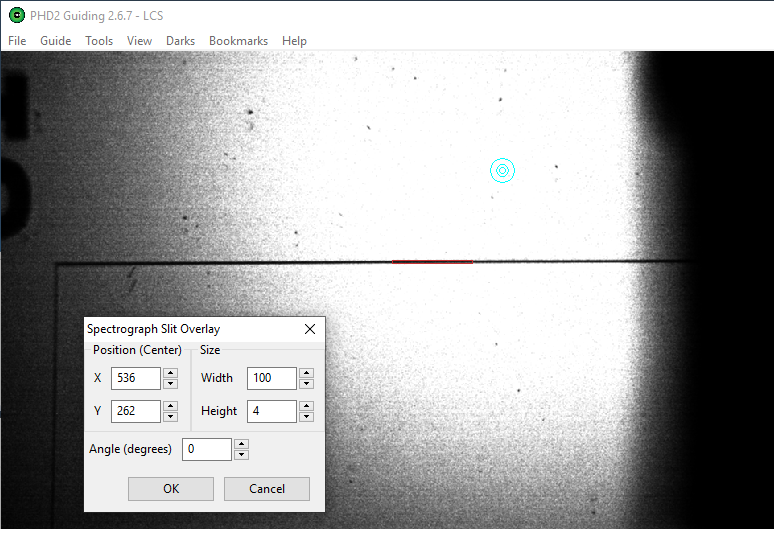 PHD2 Guiding 2.6.7 - LCS
File Guide Tools View Darks Bookmarks Help
Spectrograph Slit Overlay
Position (Center) Size
X 536 Width 100
Y 262 Height 4
Angle (degrees) 0
OK Cancel